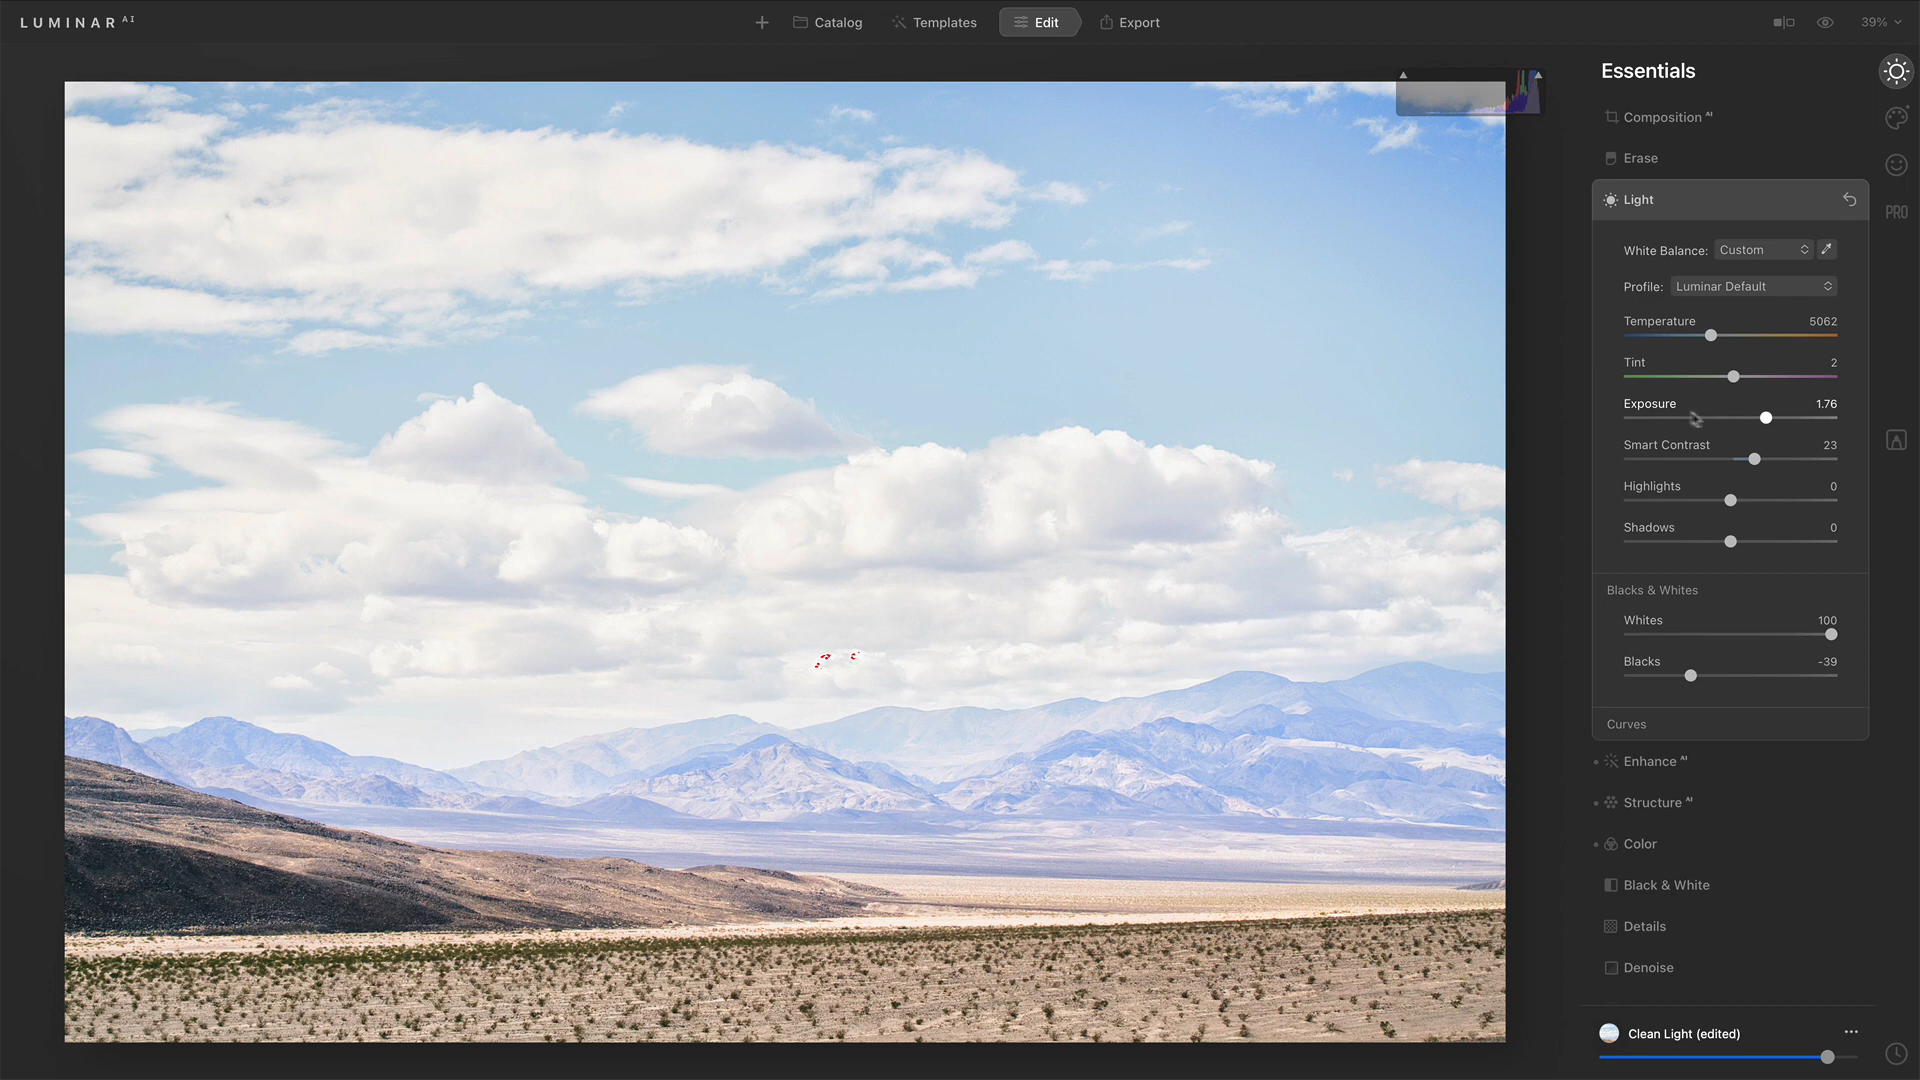 LUMINAR AI
Catalog
Templates
Edit
Export
39%
Essentials
Composition AI
Erase
Light
White Balance: Custom
Profile: Luminar Default
Temperature 5062
Tint 2
Exposure 1.76
Smart Contrast 23
Highlights 0
Shadows 0
Blacks & Whites
Whites 100
Blacks -39
Curves
Enhance AI
Structure AI
Color
Black & White
Details
Denoise
Clean Light (edited)
PRO